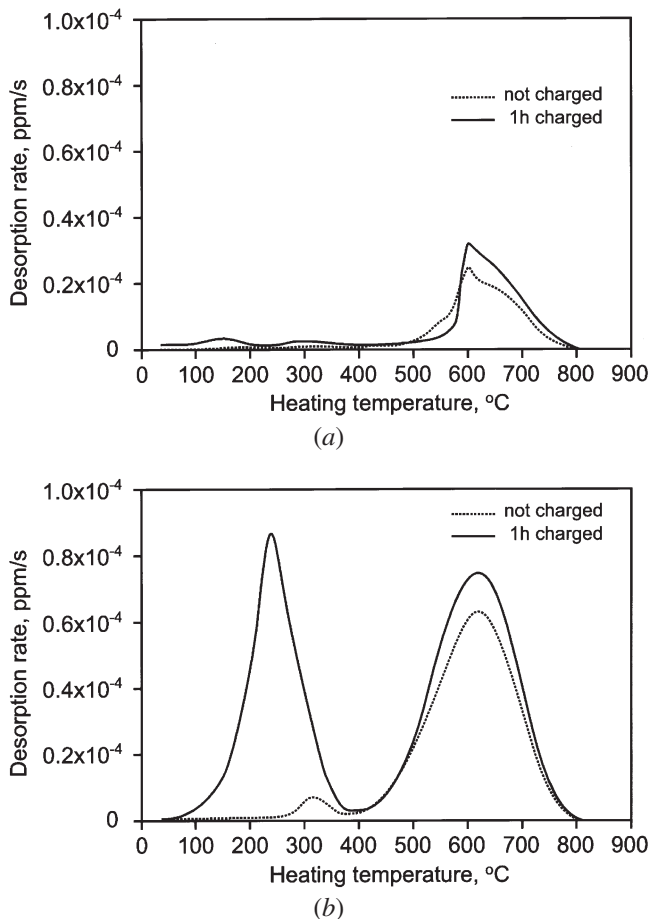 1.0x10-4
0.8x10-4
0.6x10-4
0.4x10-4
0.2x10-4
0
Desorption rate, ppm/s
not charged
1h charged
0 100 200 300 400 500 600 700 800 900
Heating temperature, oC
(a)
1.0x10-4
0.8x10-4
0.6x10-4
0.4x10-4
0.2x10-4
0
Desorption rate, ppm/s
not charged
1h charged
0 100 200 300 400 500 600 700 800 900
Heating temperature, oC
(b)